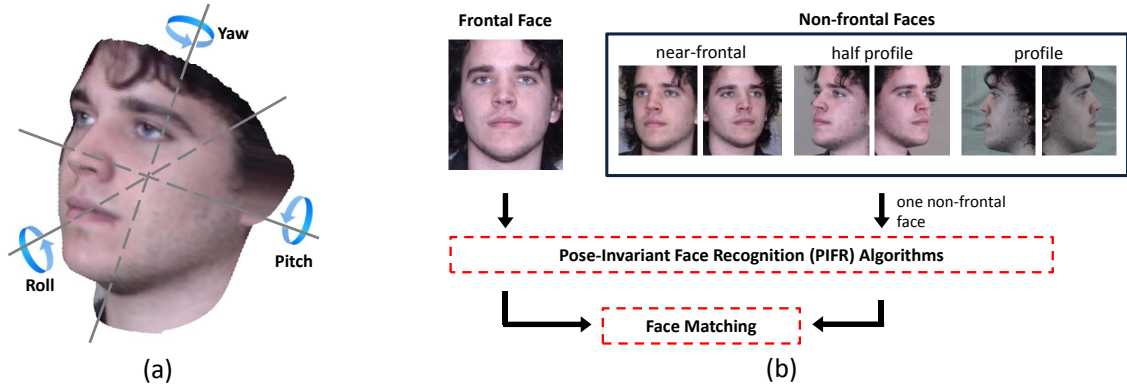 Yaw
Roll
Pitch
(a)
Frontal Face
Non-frontal Faces
near-frontal
half profile
profile
one non-frontal
face
Pose-Invariant Face Recognition (PIFR) Algorithms
Face Matching
(b)